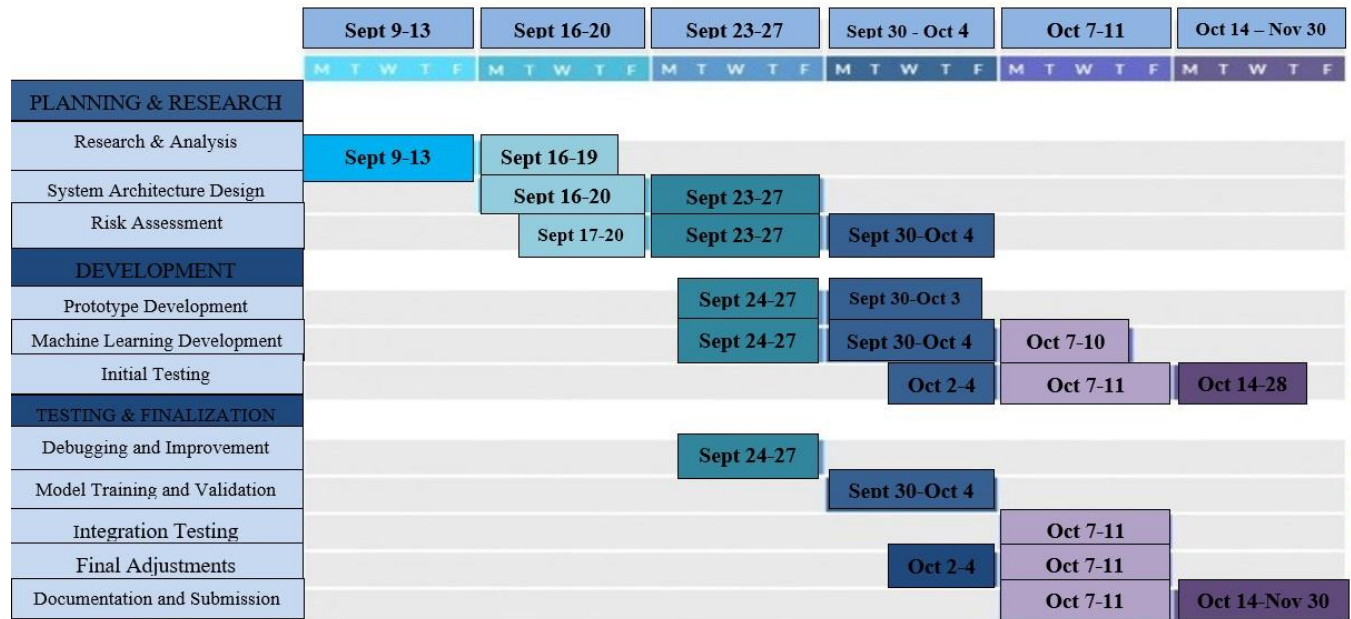 Sept 9-13 Sept 16-20 Sept 23-27 Sept 30 - Oct 4 Oct 7-11 Oct 14 – Nov 30
M T W T F M T W T F M T W T F M T W T F M T W T F M T W T F
PLANNING & RESEARCH
Research & Analysis
Sept 9-13 Sept 16-19
System Architecture Design
Sept 16-20 Sept 23-27
Risk Assessment
Sept 17-20 Sept 23-27 Sept 30-Oct 4
DEVELOPMENT
Prototype Development
Sept 24-27 Sept 30-Oct 3
Machine Learning Development
Sept 24-27 Sept 30-Oct 4 Oct 7-10
Initial Testing
Oct 2-4 Oct 7-11 Oct 14-28
TESTING & FINALIZATION
Debugging and Improvement
Sept 24-27
Model Training and Validation
Sept 30-Oct 4
Integration Testing
Oct 7-11
Final Adjustments
Oct 2-4 Oct 7-11
Documentation and Submission
Oct 7-11 Oct 14-Nov 30